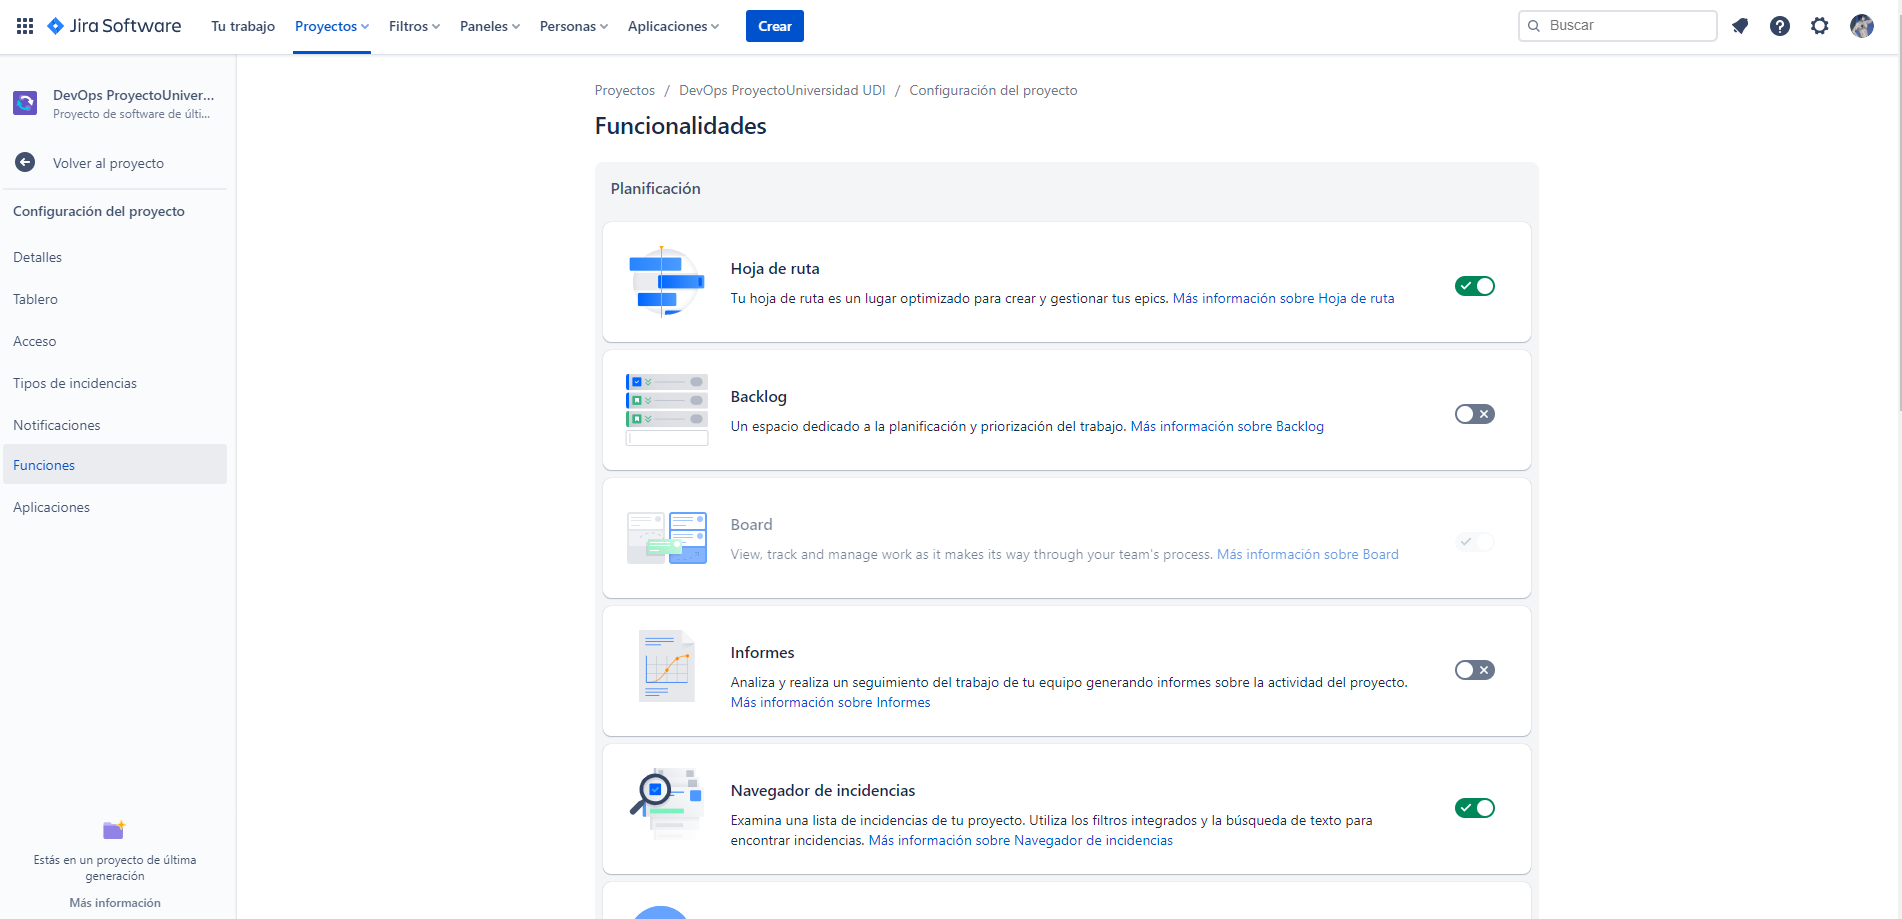 Jira Software
Tu trabajo
Proyectos
Filtros
Paneles
Personas
Aplicaciones
Crear
Buscar
DevOps ProyectoUniver...
Proyecto de software de últi...
Volver al proyecto
Configuración del proyecto
Detalles
Tablero
Acceso
Tipos de incidencias
Notificaciones
Funciones
Aplicaciones
Estás en un proyecto de última
generación
Más información
Proyectos / DevOps ProyectoUniversidad UDI / Configuración del proyecto
Funcionalidades
Planificación
Hoja de ruta
Tu hoja de ruta es un lugar optimizado para crear y gestionar tus epics. Más información sobre Hoja de ruta
Backlog
Un espacio dedicado a la planificación y priorización del trabajo. Más información sobre Backlog
Board
View, track and manage work as it makes its way through your team's process. Más información sobre Board
Informes
Analiza y realiza un seguimiento del trabajo de tu equipo generando informes sobre la actividad del proyecto.
Más información sobre Informes
Navegador de incidencias
Examina una lista de incidencias de tu proyecto. Utiliza los filtros integrados y la búsqueda de texto para
encontrar incidencias. Más información sobre Navegador de incidencias